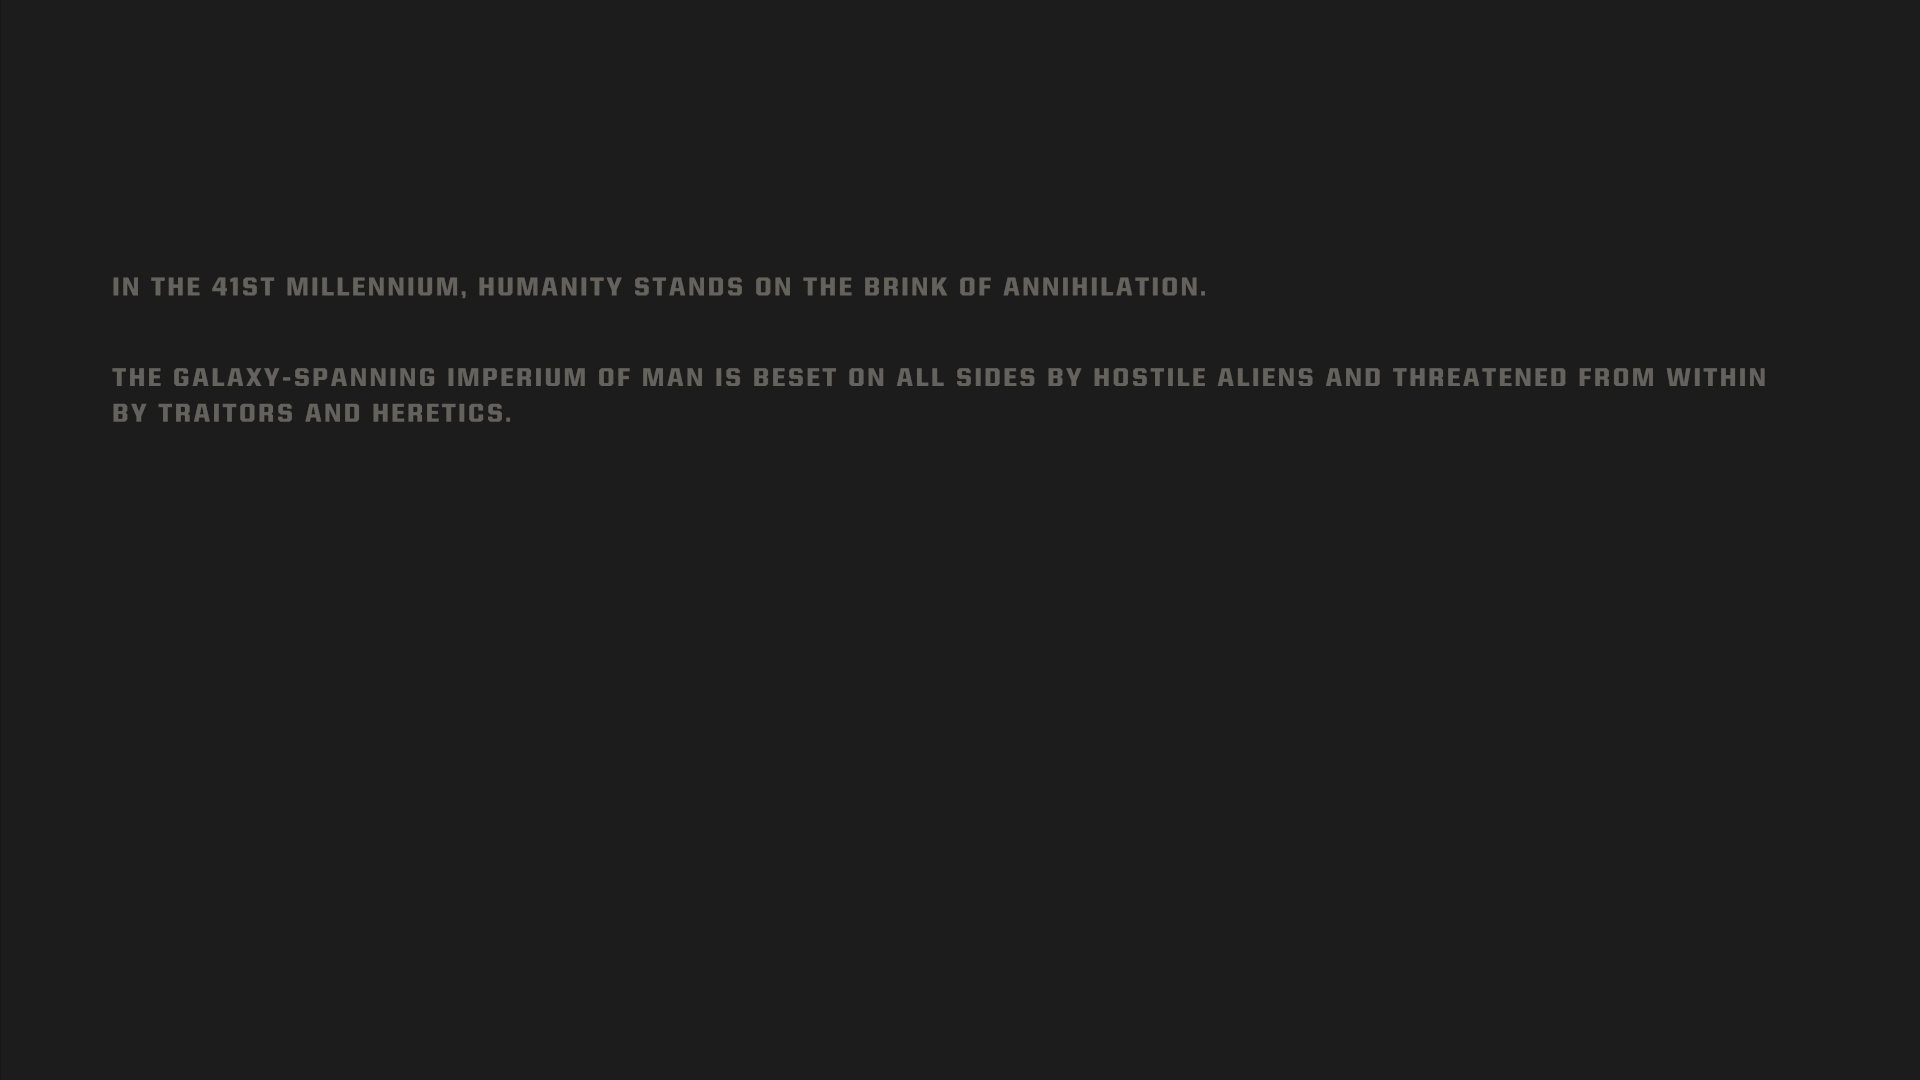 IN THE 41ST MILLENNIUM, HUMANITY STANDS ON THE BRINK OF ANNIHILATION.
THE GALAXY-SPANNING IMPERIUM OF MAN IS BESET ON ALL SIDES BY HOSTILE ALIENS AND THREATENED FROM WITHIN
BY TRAITORS AND HERETICS.